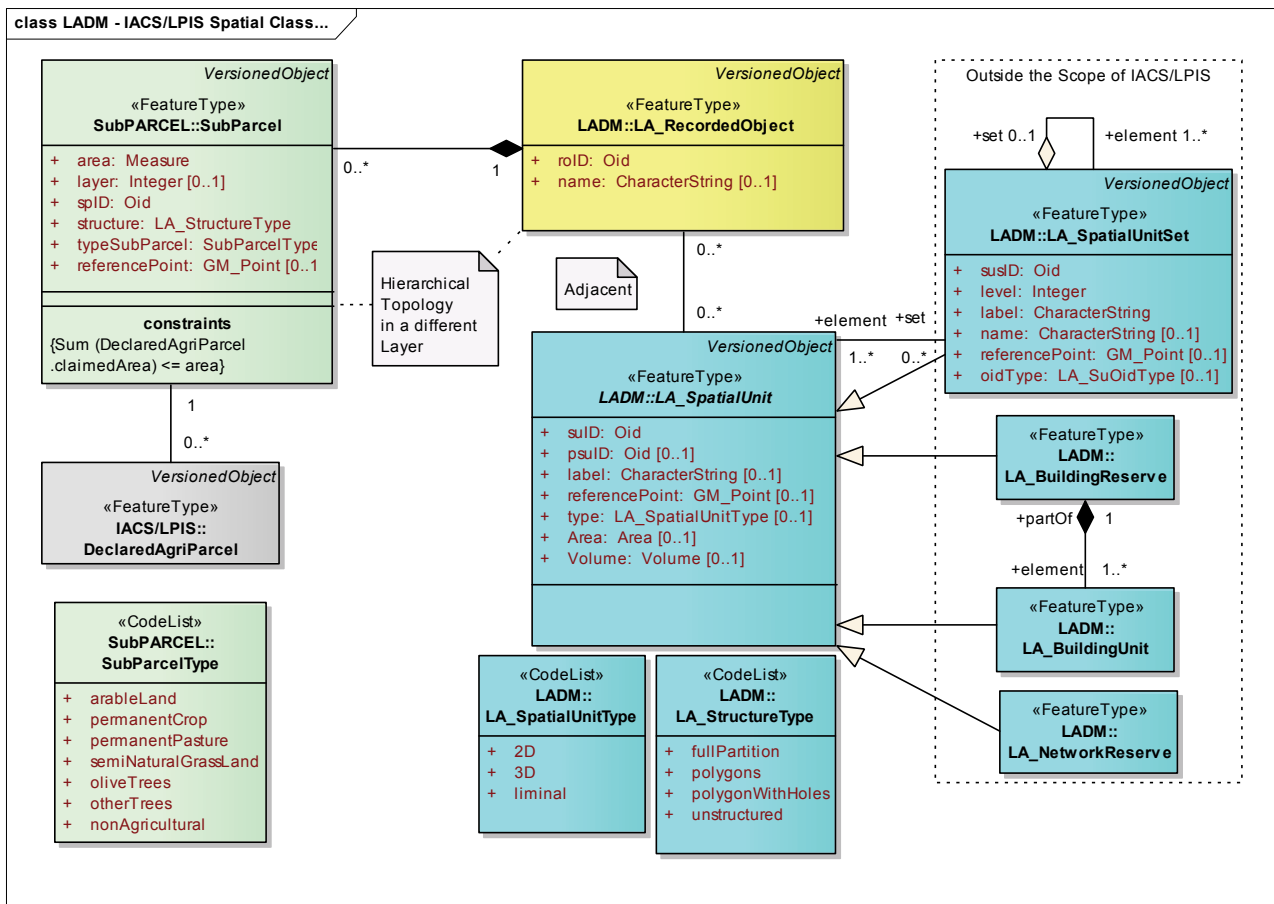 class LADM - IACS/LPIS Spatial Class...
VersionedObject
«FeatureType»
SubPARCEL::SubParcel
+ area: Measure
+ layer: Integer [0..1]
+ spID: Oid
+ structure: LA_StructureType
+ typeSubParcel: SubParcelType
+ referencePoint: GM_Point [0..1
constraints
{Sum (DeclaredAgriParcel
.claimedArea) <= area}
0..*
1
VersionedObject
«FeatureType»
LADM::LA_RecordedObject
+ roID: Oid
+ name: CharacterString [0..1]
Hierarchical
Topology
in a different
Layer
Adjacent
0..*
0..*
1
0..*
VersionedObject
«FeatureType»
IACS/LPIS::
DeclaredAgriParcel
«CodeList»
SubPARCEL::
SubParcelType
+ arableLand
+ permanentCrop
+ permanentPasture
+ semiNaturalGrassLand
+ oliveTrees
+ otherTrees
+ nonAgricultural
VersionedObject
«FeatureType»
LADM::LA_SpatialUnit
+ suID: Oid
+ psuID: Oid [0..1]
+ label: CharacterString [0..1]
+ referencePoint: GM_Point [0..1]
+ type: LA_SpatialUnitType [0..1]
+ Area: Area [0..1]
+ Volume: Volume [0..1]
+element +set
1..* 0..*
«CodeList»
LADM::
LA_SpatialUnitType
+ 2D
+ 3D
+ liminal
«CodeList»
LADM::
LA_StructureType
+ fullPartition
+ polygons
+ polygonWithHoles
+ unstructured
Outside the Scope of IACS/LPIS
+set 0..1
+element 1..*
VersionedObject
«FeatureType»
LADM::LA_SpatialUnitSet
+ susID: Oid
+ level: Integer
+ label: CharacterString
+ name: CharacterString [0..1]
+ referencePoint: GM_Point [0..1]
+ oidType: LA_SuOidType [0..1]
«FeatureType»
LADM::
LA_BuildingReserve
+partOf 1
+element 1..*
«FeatureType»
LADM::
LA_BuildingUnit
«FeatureType»
LADM::
LA_NetworkReserve